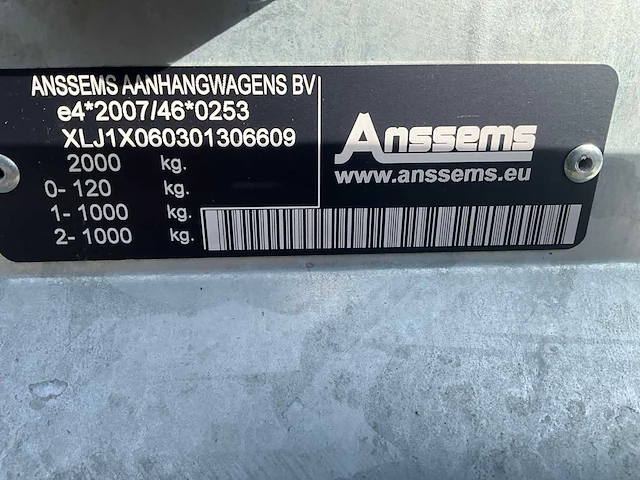 ANSSEMS AANHANGWAGENS BV
e4*2007/46*0253
XLJ1X060301306609
2000 kg.
0- 120 kg.
1- 1000 kg.
2- 1000 kg.
Anssems
www.anssems.eu